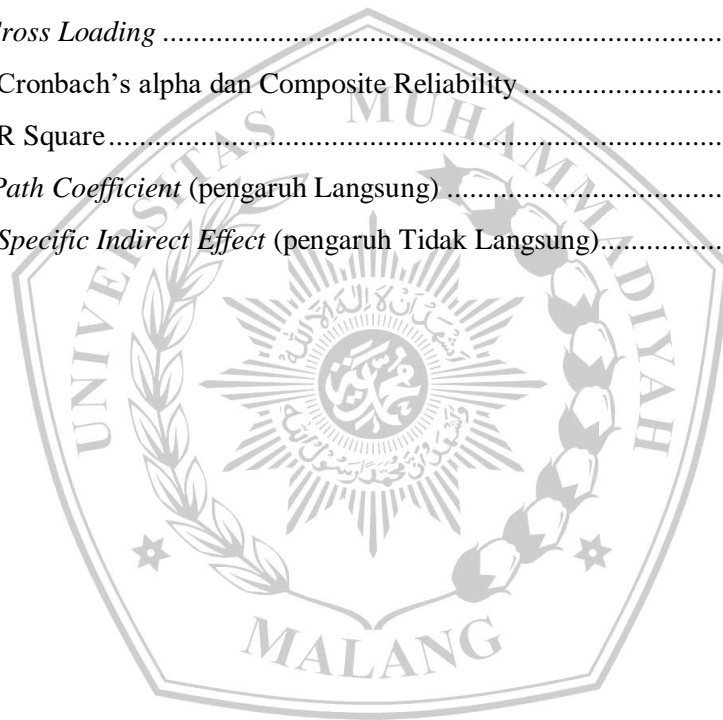 ross Loading ........................................................................
Cronbach’s alpha dan Composite Reliability .........................
R Square.............................................................................
Path Coefficient (pengaruh Langsung) ...................................
Specific Indirect Effect (pengaruh Tidak Langsung)................
UNIVERSITAS MUHAMMADIYAH
MALANG